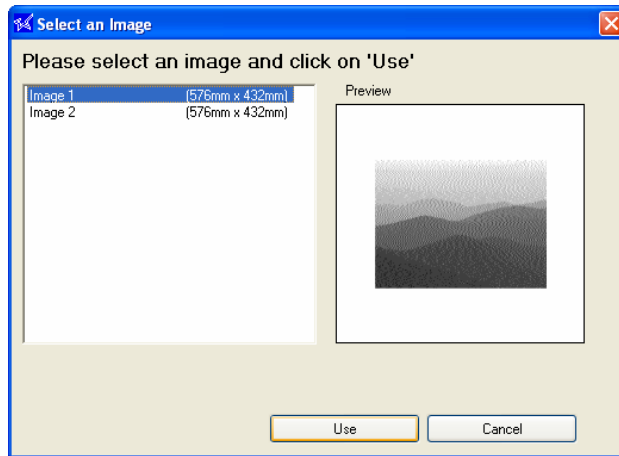 Select an Image
Please select an image and click on 'Use'
Image 1 (576mm x 432mm)
Image 2 (576mm x 432mm)
Preview
Use
Cancel